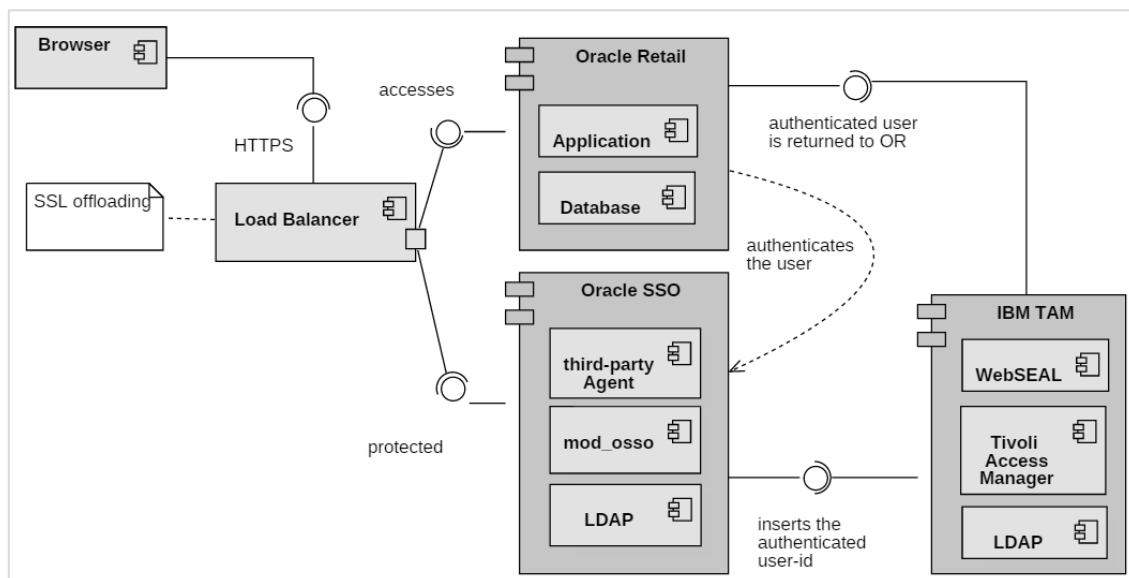 Browser
HTTPS
SSL offloading
Load Balancer
accesses
protected
Oracle Retail
Application
Database
authenticated user
is returned to OR
authenticates
the user
Oracle SSO
third-party
Agent
mod_osso
LDAP
inserts the
authenticated
user-id
IBM TAM
WebSEAL
Tivoli
Access
Manager
LDAP